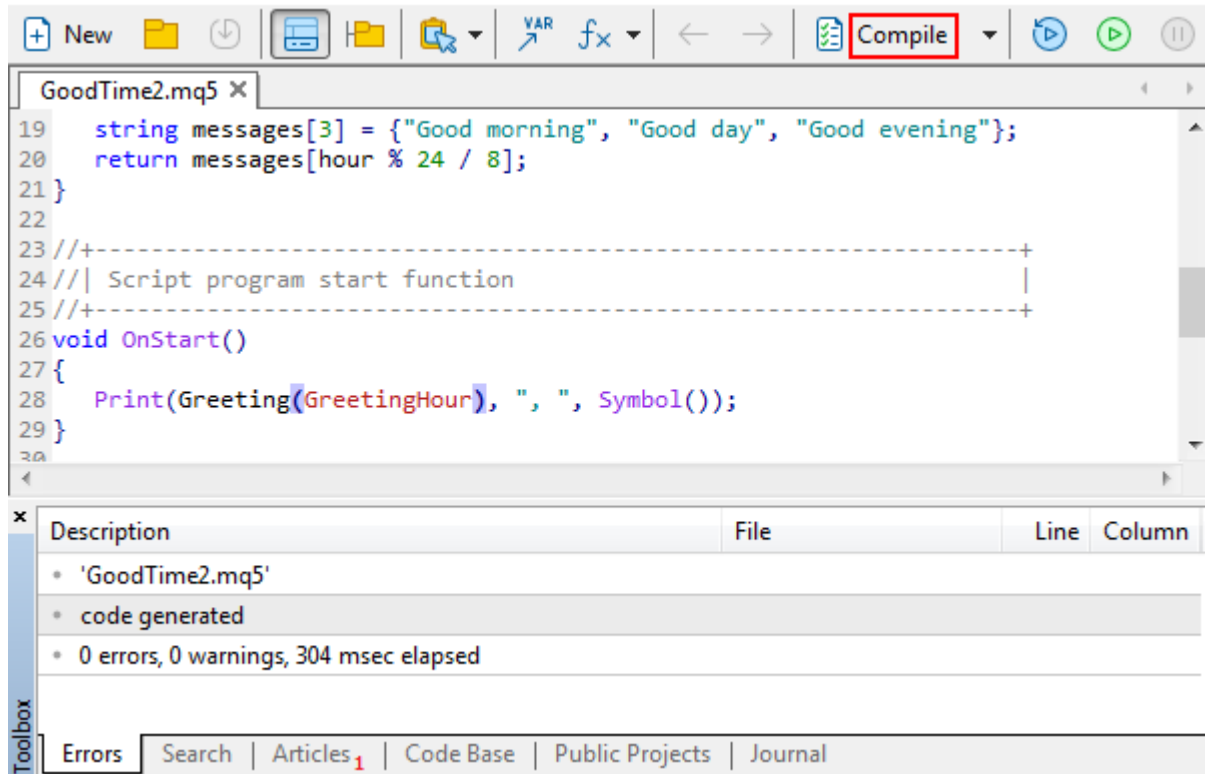 New VAR fx Compile
GoodTime2.mq5
19 string messages[3] = {"Good morning", "Good day", "Good evening"};
20 return messages[hour % 24 / 8];
21 }
22
23 //+------------------------------------------------------------------+
24 //| Script program start function |
25 //+------------------------------------------------------------------+
26 void OnStart()
27 {
28 Print(Greeting(GreetingHour), ", ", Symbol());
29 }
30
Description File Line Column
'GoodTime2.mq5'
code generated
0 errors, 0 warnings, 304 msec elapsed
Toolbox
Errors Search | Articles 1 | Code Base | Public Projects | Journal